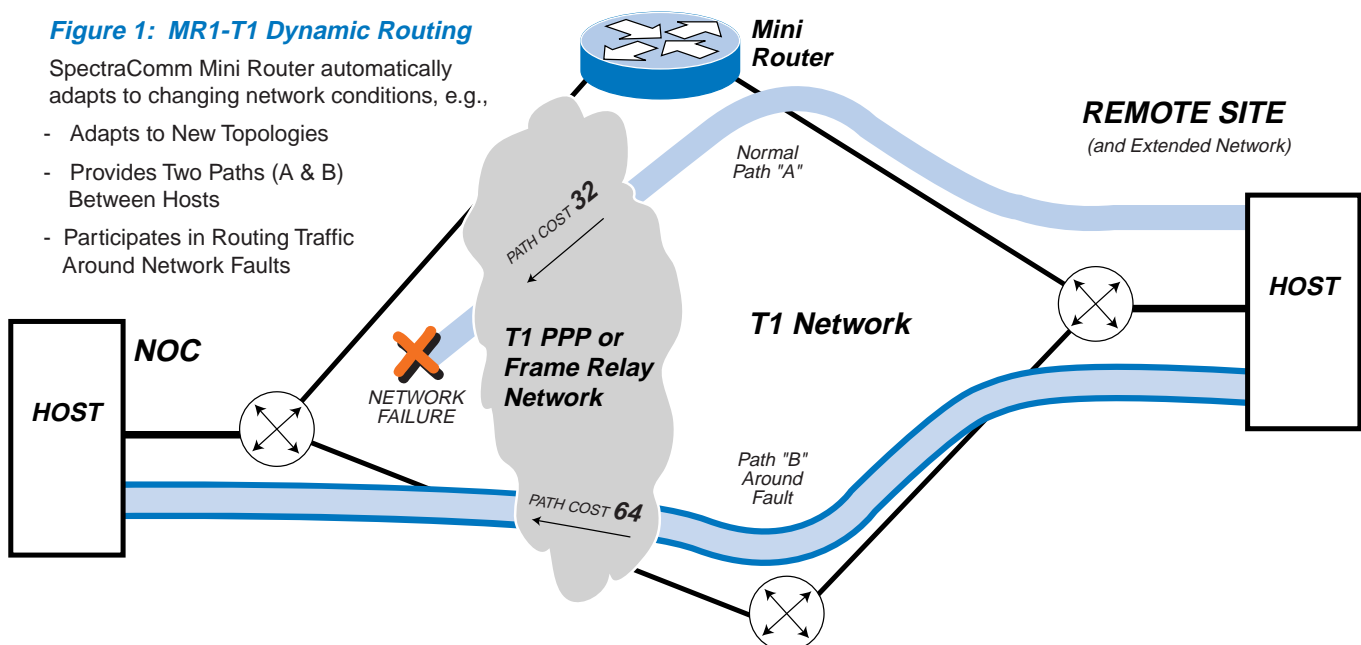 Figure 1: MR1-T1 Dynamic Routing
SpectraComm Mini Router automatically
adapts to changing network conditions, e.g.,
- Adapts to New Topologies
- Provides Two Paths (A & B)
Between Hosts
- Participates in Routing Traffic
Around Network Faults
Mini
Router
REMOTE SITE
(and Extended Network)
Normal
Path "A"
PATH COST 32
HOST
T1 Network
T1 PPP or
Frame Relay
Network
NOC
NETWORK
FAILURE
HOST
Path "B"
Around
Fault
PATH COST 64